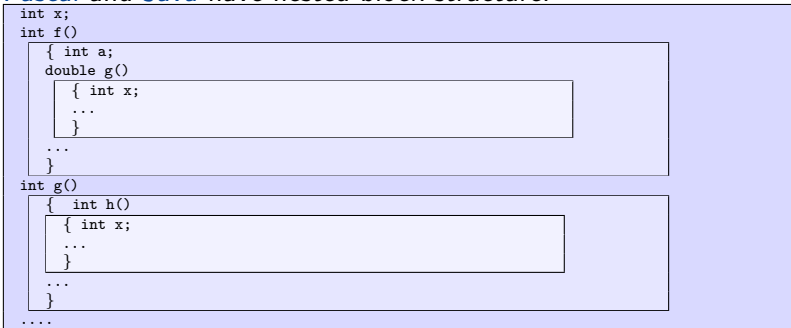 Pascal and Java have nested block structure.
int x;
int f()
{ int a;
double g()
{ int x;
...
}
...
}
int g()
{ int h()
{ int x;
...
}
...
}
....